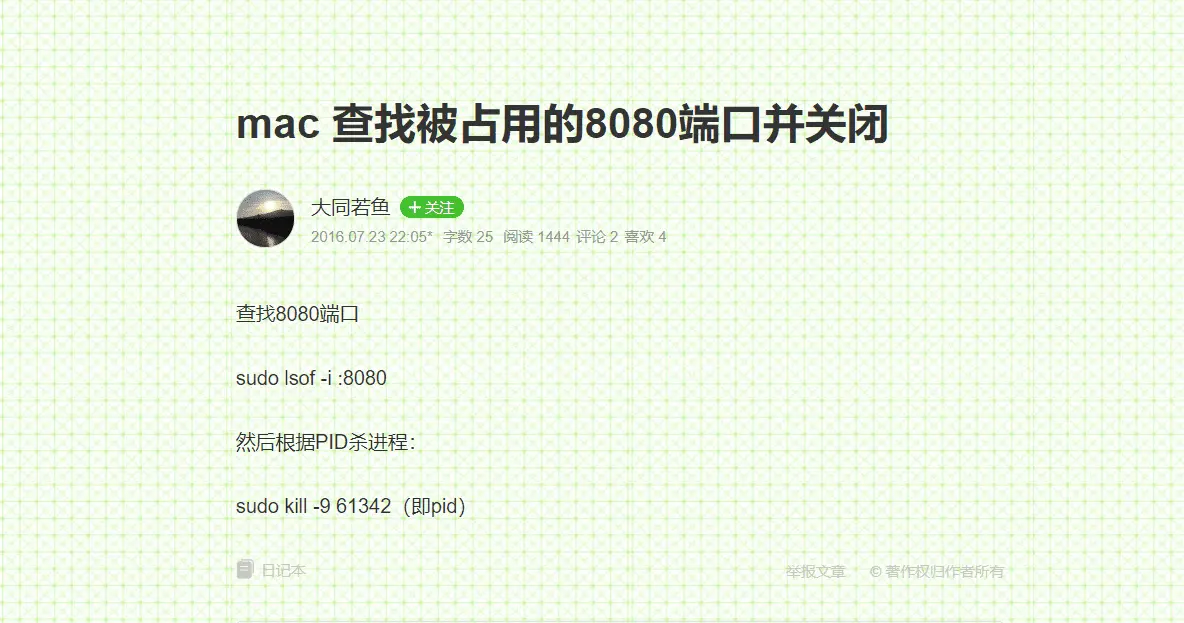 mac 查找被占用的8080端口并关闭
大同若鱼 + 关注
2016.07.23 22:05* 字数 25 阅读 1444 评论 2 喜欢 4
查找8080端口
sudo lsof -i :8080
然后根据PID杀进程：
sudo kill -9 61342（即pid）
日记本 举报文章 © 著作权归作者所有